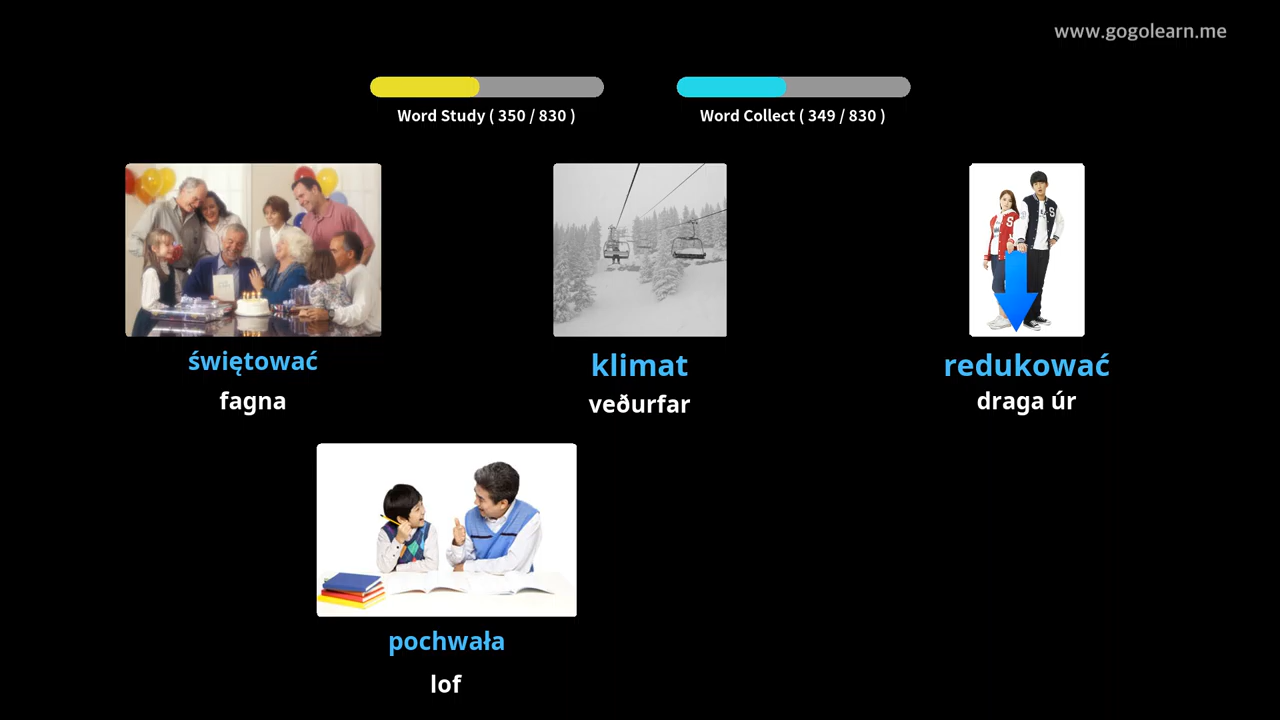 www.gogolearn.me
Word Study ( 350 / 830 )
Word Collect ( 349 / 830 )
świętować
fagna
klimat
veðurfar
redukować
draga úr
pochwała
lof